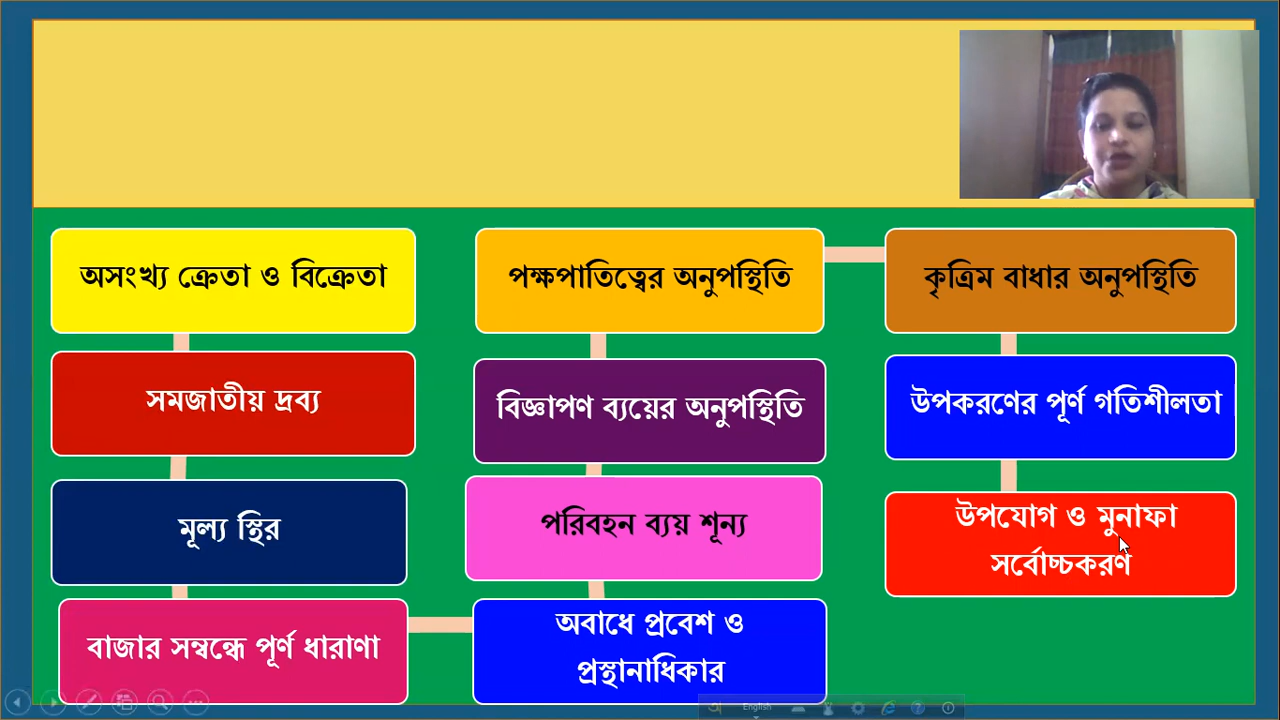 অসংখ্য ক্রেতা ও বিক্রেতা
সমজাতীয় দ্রব্য
মূল্য স্থির
বাজার সম্বন্ধে পূর্ণ ধারাণা
পক্ষপাতিত্বের অনুপস্থিতি
বিজ্ঞাপণ ব্যয়ের অনুপস্থিতি
পরিবহন ব্যয় শূন্য
অবাধে প্রবেশ ও
প্রস্থানাধিকার
কৃত্রিম বাধার অনুপস্থিতি
উপকরণের পূর্ণ গতিশীলতা
উপযোগ ও মুনাফা
সর্বোচ্চকরণ
English